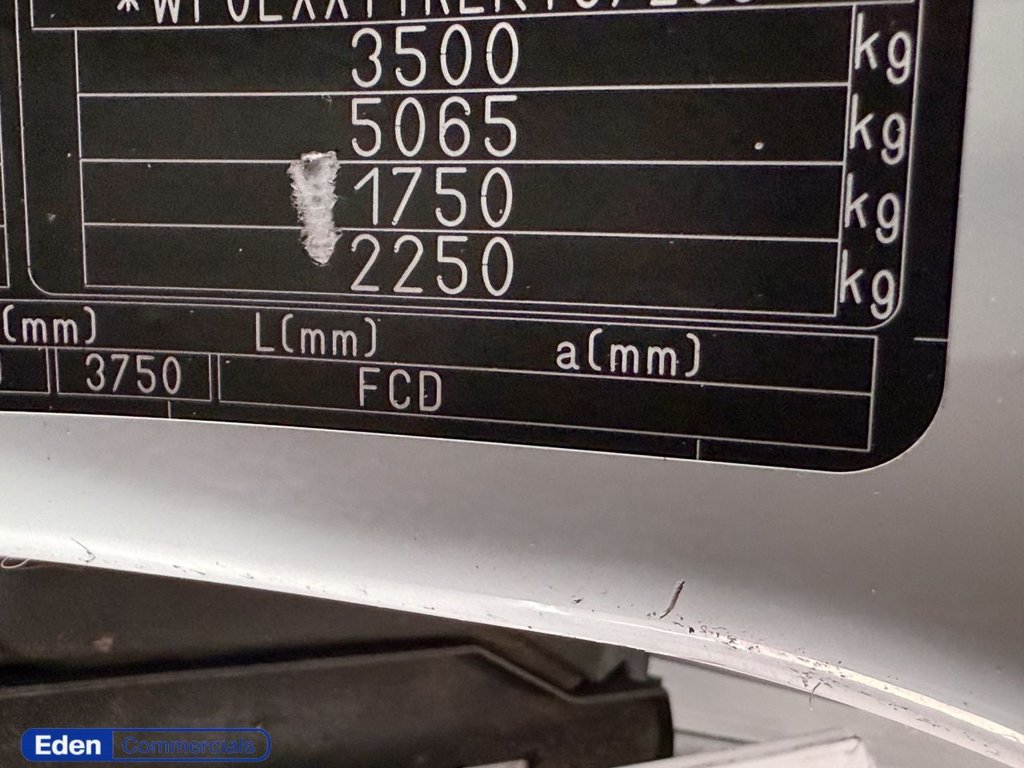 3500 kg
5065 kg
1750 kg
2250 kg
(mm) L(mm) a(mm)
3750 FCD
Eden Commercials